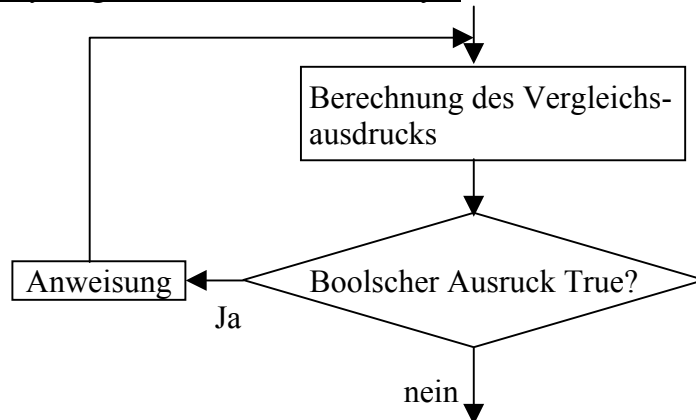 Berechnung des Vergleichs-
ausdrucks
Boolscher Ausruck True?
Anweisung
Ja
nein